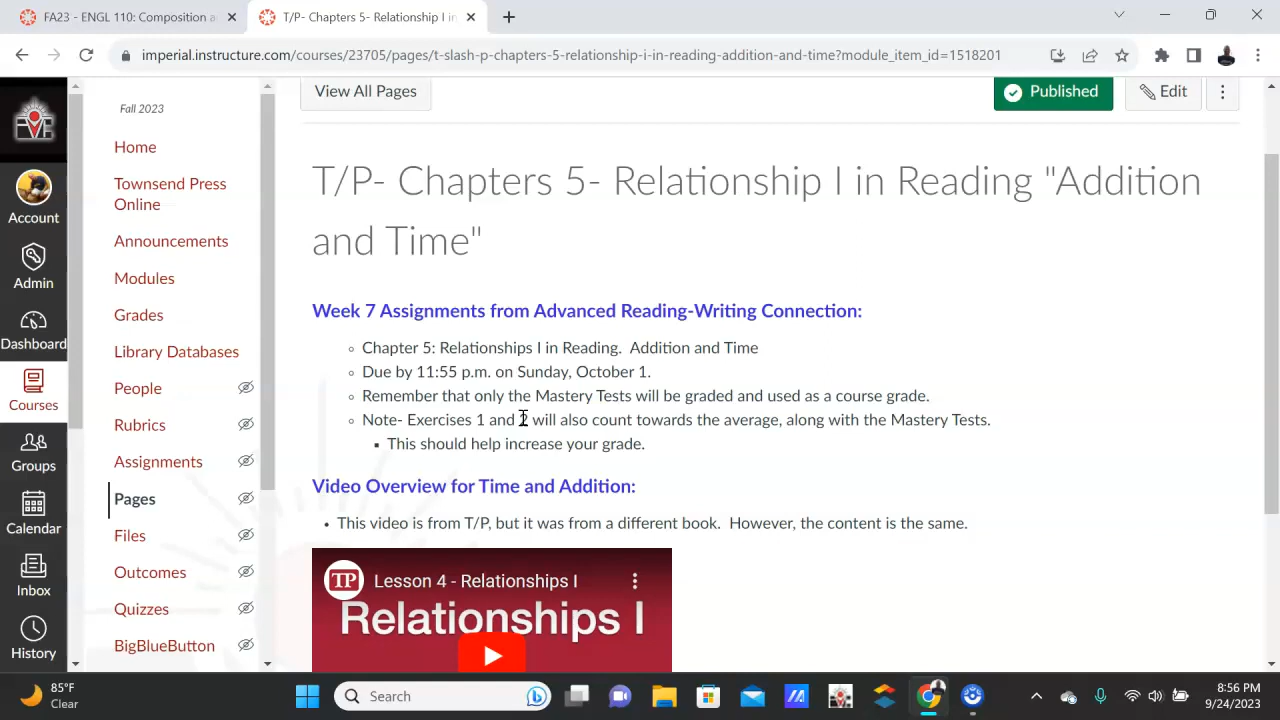 FA23 - ENGL 110: Composition a
T/P- Chapters 5- Relationship I in
imperial.instructure.com/courses/23705/pages/t-slash-p-chapters-5-relationship-i-in-reading-addition-and-time?module_item_id=1518201
Account
Admin
Dashboard
Courses
Groups
Calendar
Inbox
History
Fall 2023
Home
Townsend Press
Online
Announcements
Modules
Grades
Library Databases
People
Rubrics
Assignments
Pages
Files
Outcomes
Quizzes
BigBlueButton
View All Pages
Published
Edit
T/P- Chapters 5- Relationship I in Reading "Addition
and Time"
Week 7 Assignments from Advanced Reading-Writing Connection:
Chapter 5: Relationships I in Reading. Addition and Time
Due by 11:55 p.m. on Sunday, October 1.
Remember that only the Mastery Tests will be graded and used as a course grade.
Note- Exercises 1 and 2 will also count towards the average, along with the Mastery Tests.
This should help increase your grade.
Video Overview for Time and Addition:
This video is from T/P, but it was from a different book. However, the content is the same.
TP
Lesson 4 - Relationships I
Relationships I
85°F
Clear
Search
8:56 PM
9/24/2023